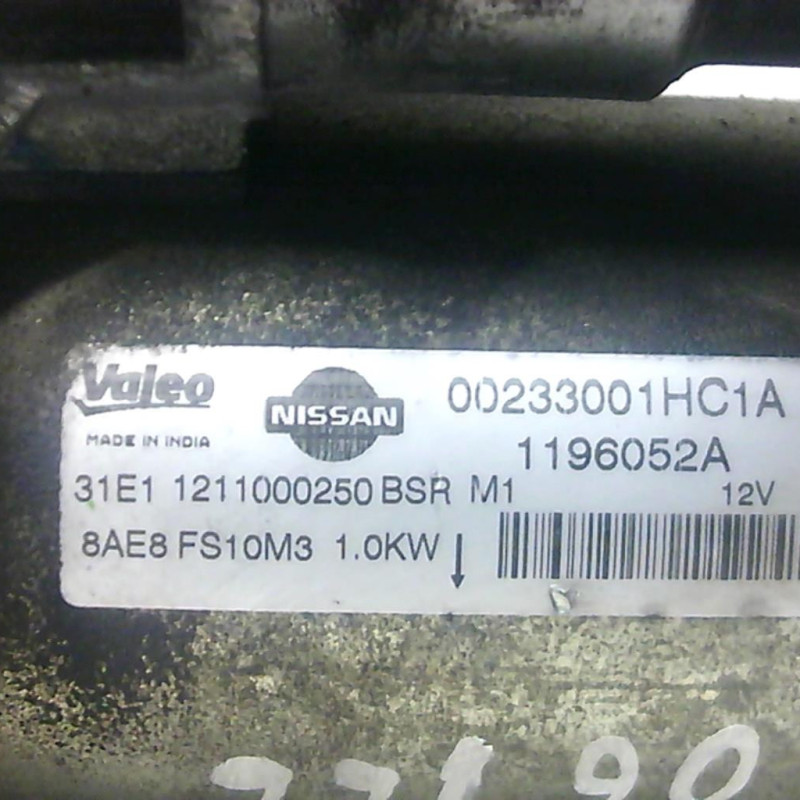 Valeo
MADE IN INDIA
NISSAN
00233001HC1A
1196052A
31E1 1211000250 BSR M1
12V
8AE8 FS10M3 1.0KW ↓